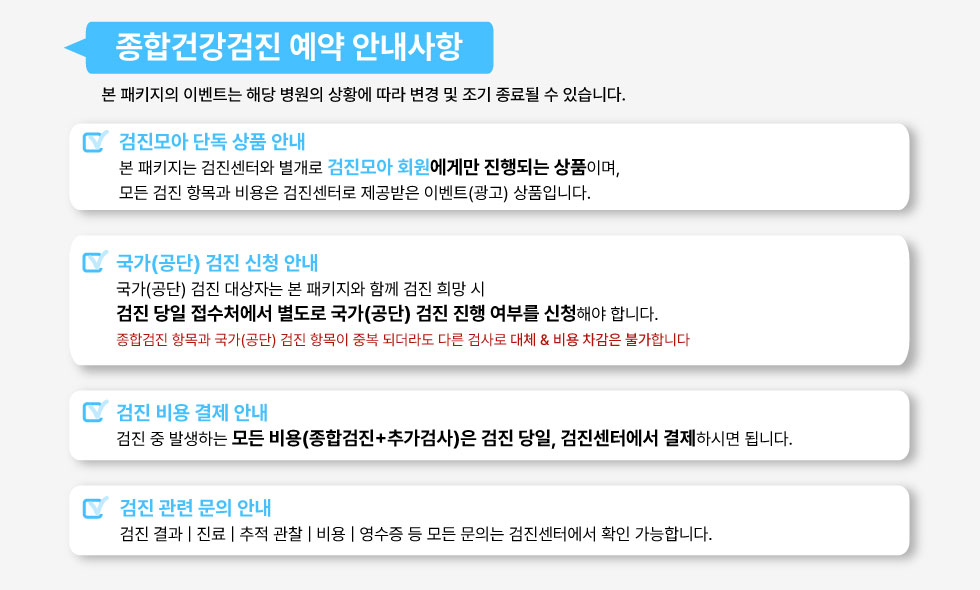 종합건강검진 예약 안내사항
본 패키지의 이벤트는 해당 병원의 상황에 따라 변경 및 조기 종료될 수 있습니다.
검진모아 단독 상품 안내
본 패키지는 검진센터와 별개로 검진모아 회원에게만 진행되는 상품이며,
모든 검진 항목과 비용은 검진센터로 제공받은 이벤트(광고) 상품입니다.
국가(공단) 검진 신청 안내
국가(공단) 검진 대상자는 본 패키지와 함께 검진 희망 시
검진 당일 접수처에서 별도로 국가(공단) 검진 진행 여부를 신청해야 합니다.
종합검진 항목과 국가(공단) 검진 항목이 중복 되더라도 다른 검사로 대체 & 비용 차감은 불가합니다
검진 비용 결제 안내
검진 중 발생하는 모든 비용(종합검진+추가검사)은 검진 당일, 검진센터에서 결제하시면 됩니다.
검진 관련 문의 안내
검진 결과 | 진료 | 추적 관찰 | 비용 | 영수증 등 모든 문의는 검진센터에서 확인 가능합니다.